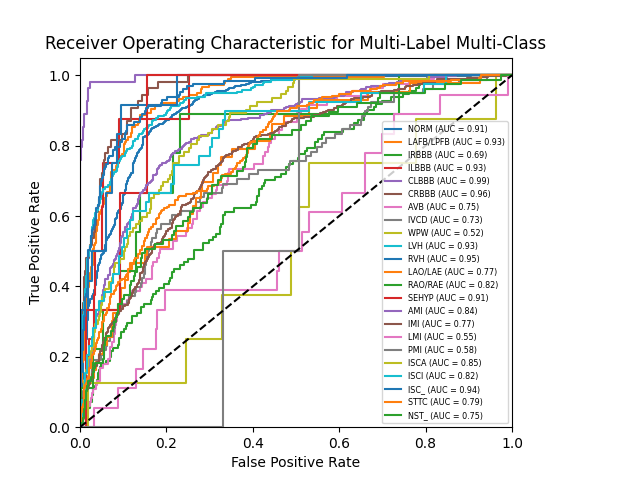 Receiver Operating Characteristic for Multi-Label Multi-Class
True Positive Rate
1.0
0.8
0.6
0.4
0.2
0.0
NORM (AUC = 0.91)
LAFB/LPFB (AUC = 0.93)
IRBBB (AUC = 0.69)
ILBBB (AUC = 0.93)
CLBBB (AUC = 0.99)
CRBBB (AUC = 0.96)
AVB (AUC = 0.75)
IVCD (AUC = 0.73)
WPW (AUC = 0.52)
LVH (AUC = 0.93)
RVH (AUC = 0.95)
LAO/LAE (AUC = 0.77)
RAO/RAE (AUC = 0.82)
SEHYP (AUC = 0.91)
AMI (AUC = 0.84)
IMI (AUC = 0.77)
LMI (AUC = 0.55)
PMI (AUC = 0.58)
ISCA (AUC = 0.85)
ISCI (AUC = 0.82)
ISC_ (AUC = 0.94)
STTC (AUC = 0.79)
NST_ (AUC = 0.75)
0.0 0.2 0.4 0.6 0.8 1.0
False Positive Rate